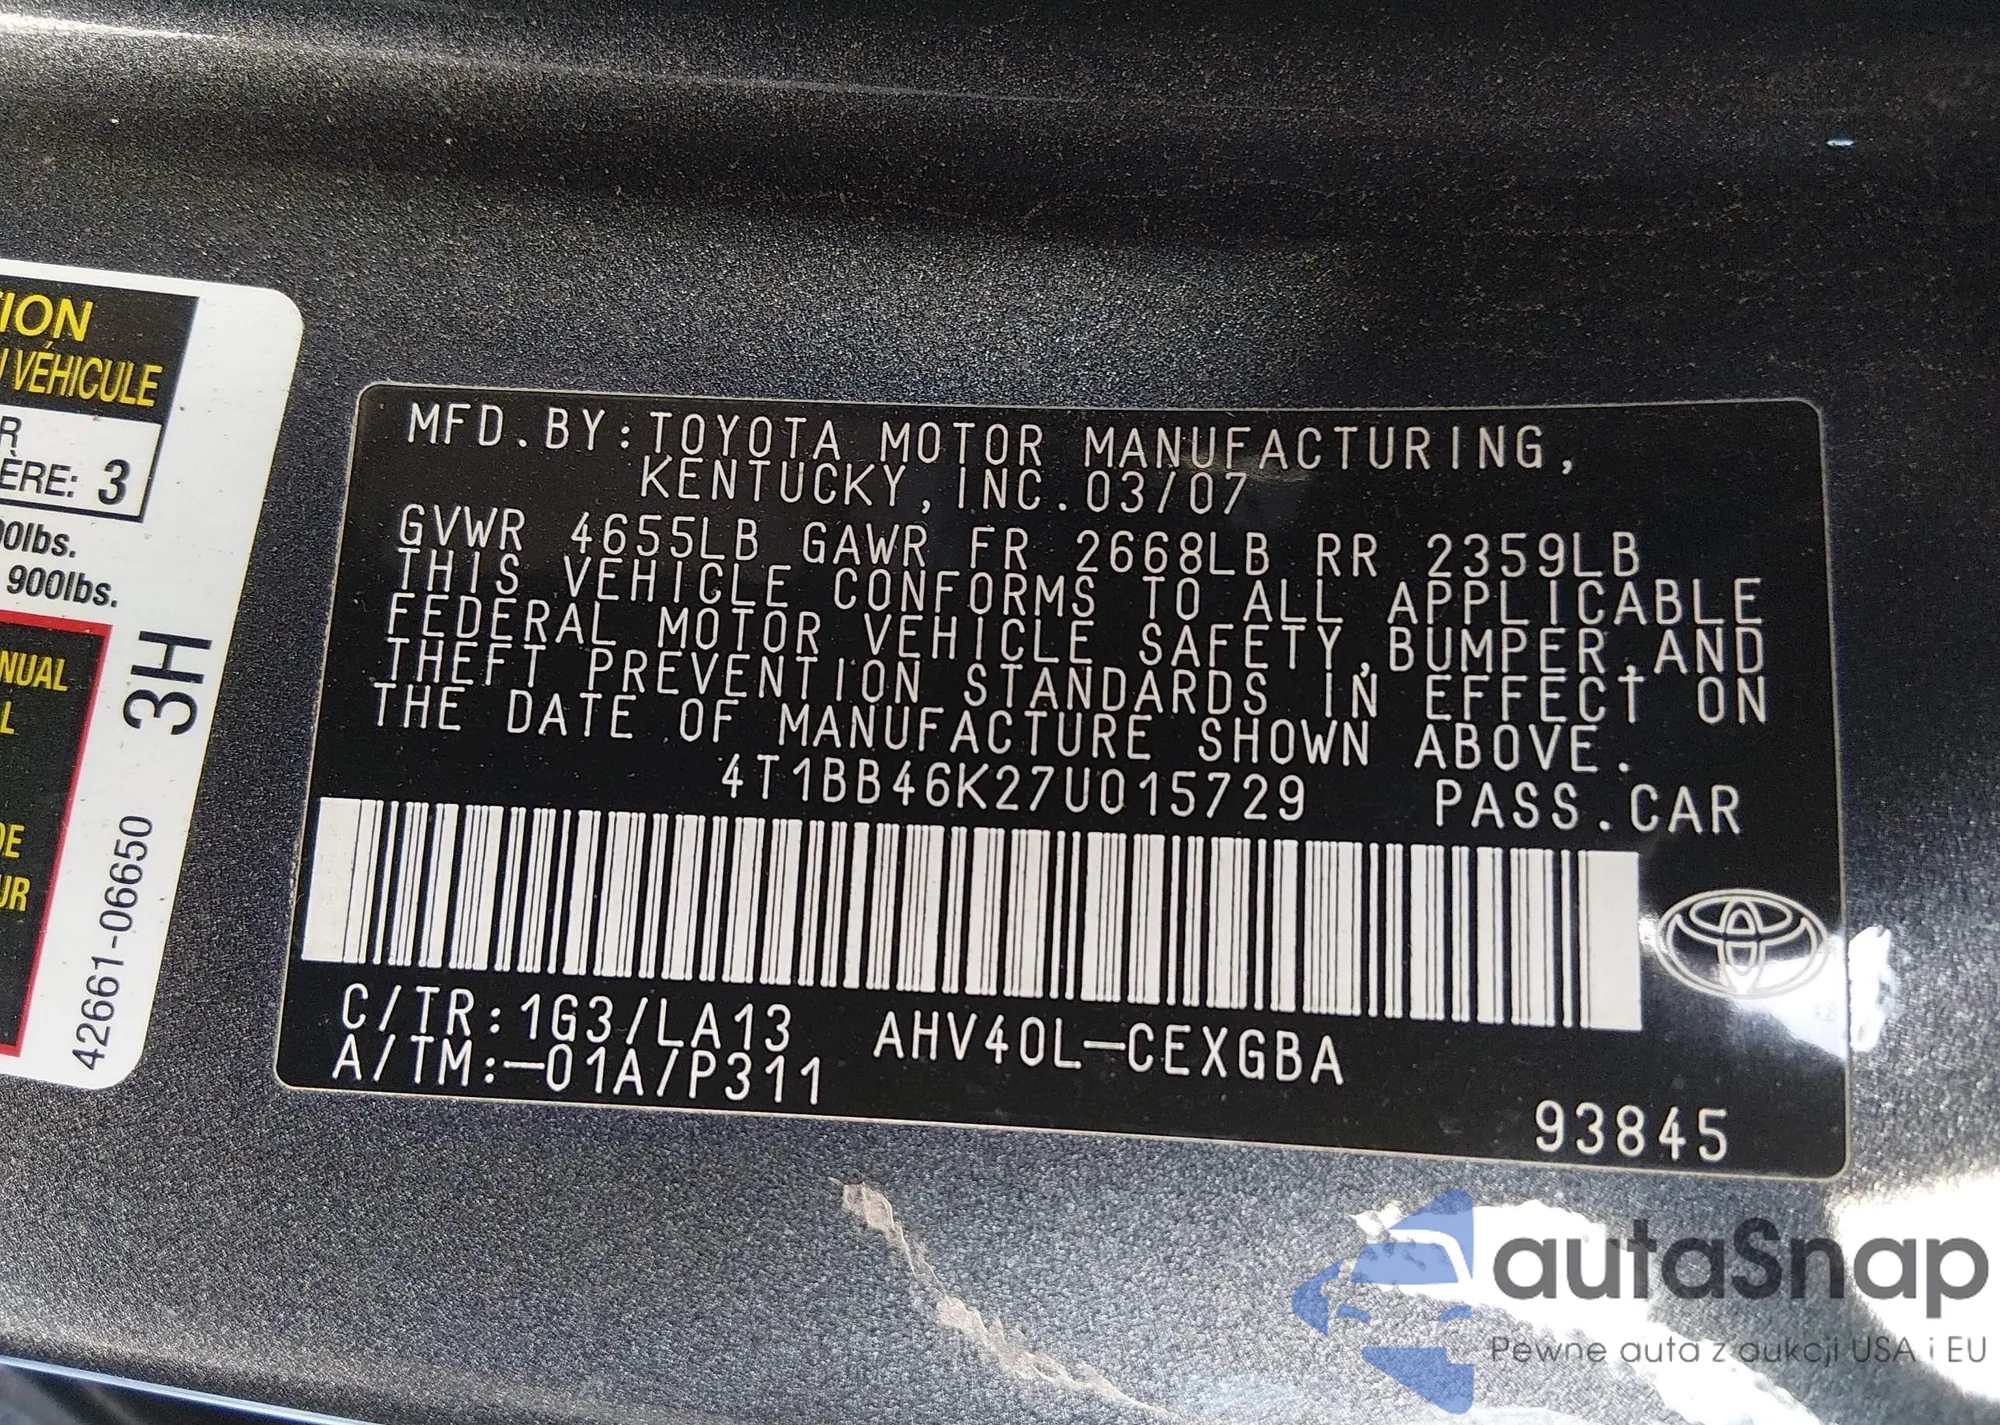 TION
VÉHICULE
R
ÈRE: 3
00lbs.
900lbs.
NUAL
L
DE
UR
3H
42661-06650
MFD.BY:TOYOTA MOTOR MANUFACTURING,
KENTUCKY,INC.03/07
GVWR 4655LB GAWR FR 2668LB RR 2359LB
THIS VEHICLE CONFORMS TO ALL APPLICABLE
FEDERAL MOTOR VEHICLE SAFETY,BUMPER,AND
THEFT PREVENTION STANDARDS IN EFFECT ON
THE DATE OF MANUFACTURE SHOWN ABOVE.
4T1BB46K27U015729 PASS.CAR
C/TR:1G3/LA13 AHV40L-CEXGBA
A/TM:-01A/P311
93845
autaSnap
Pewne auta z aukcji USA i EU